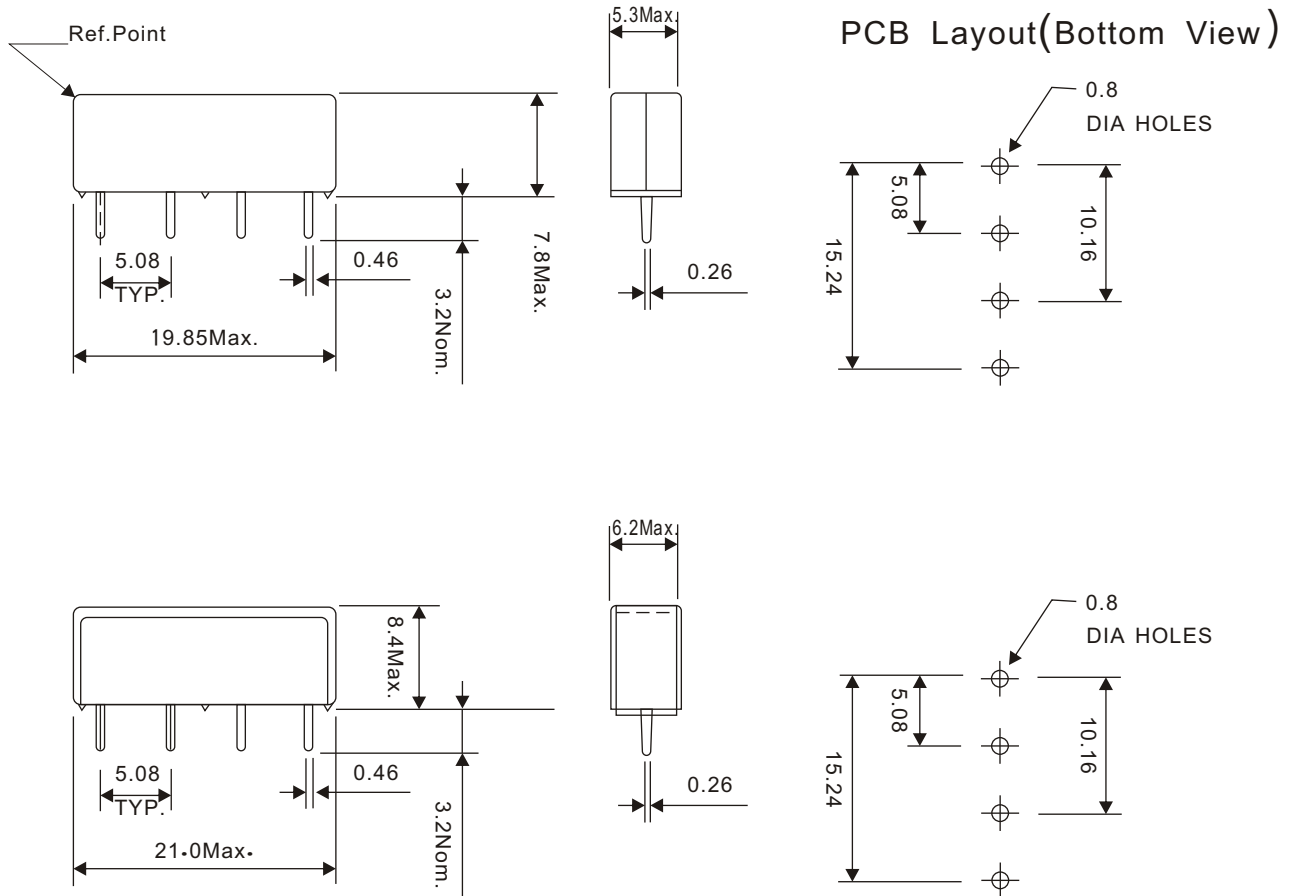 Ref.Point
5.3Max.
PCB Layout(Bottom View)
0.8
DIA HOLES
5.08
10.16
15.24
7.8Max.
5.08
TYP.
0.46
3.2Nom.
0.26
19.85Max.
6.2Max.
0.8
DIA HOLES
8.4Max.
5.08
10.16
15.24
5.08
TYP.
0.46
3.2Nom.
0.26
21.0Max.